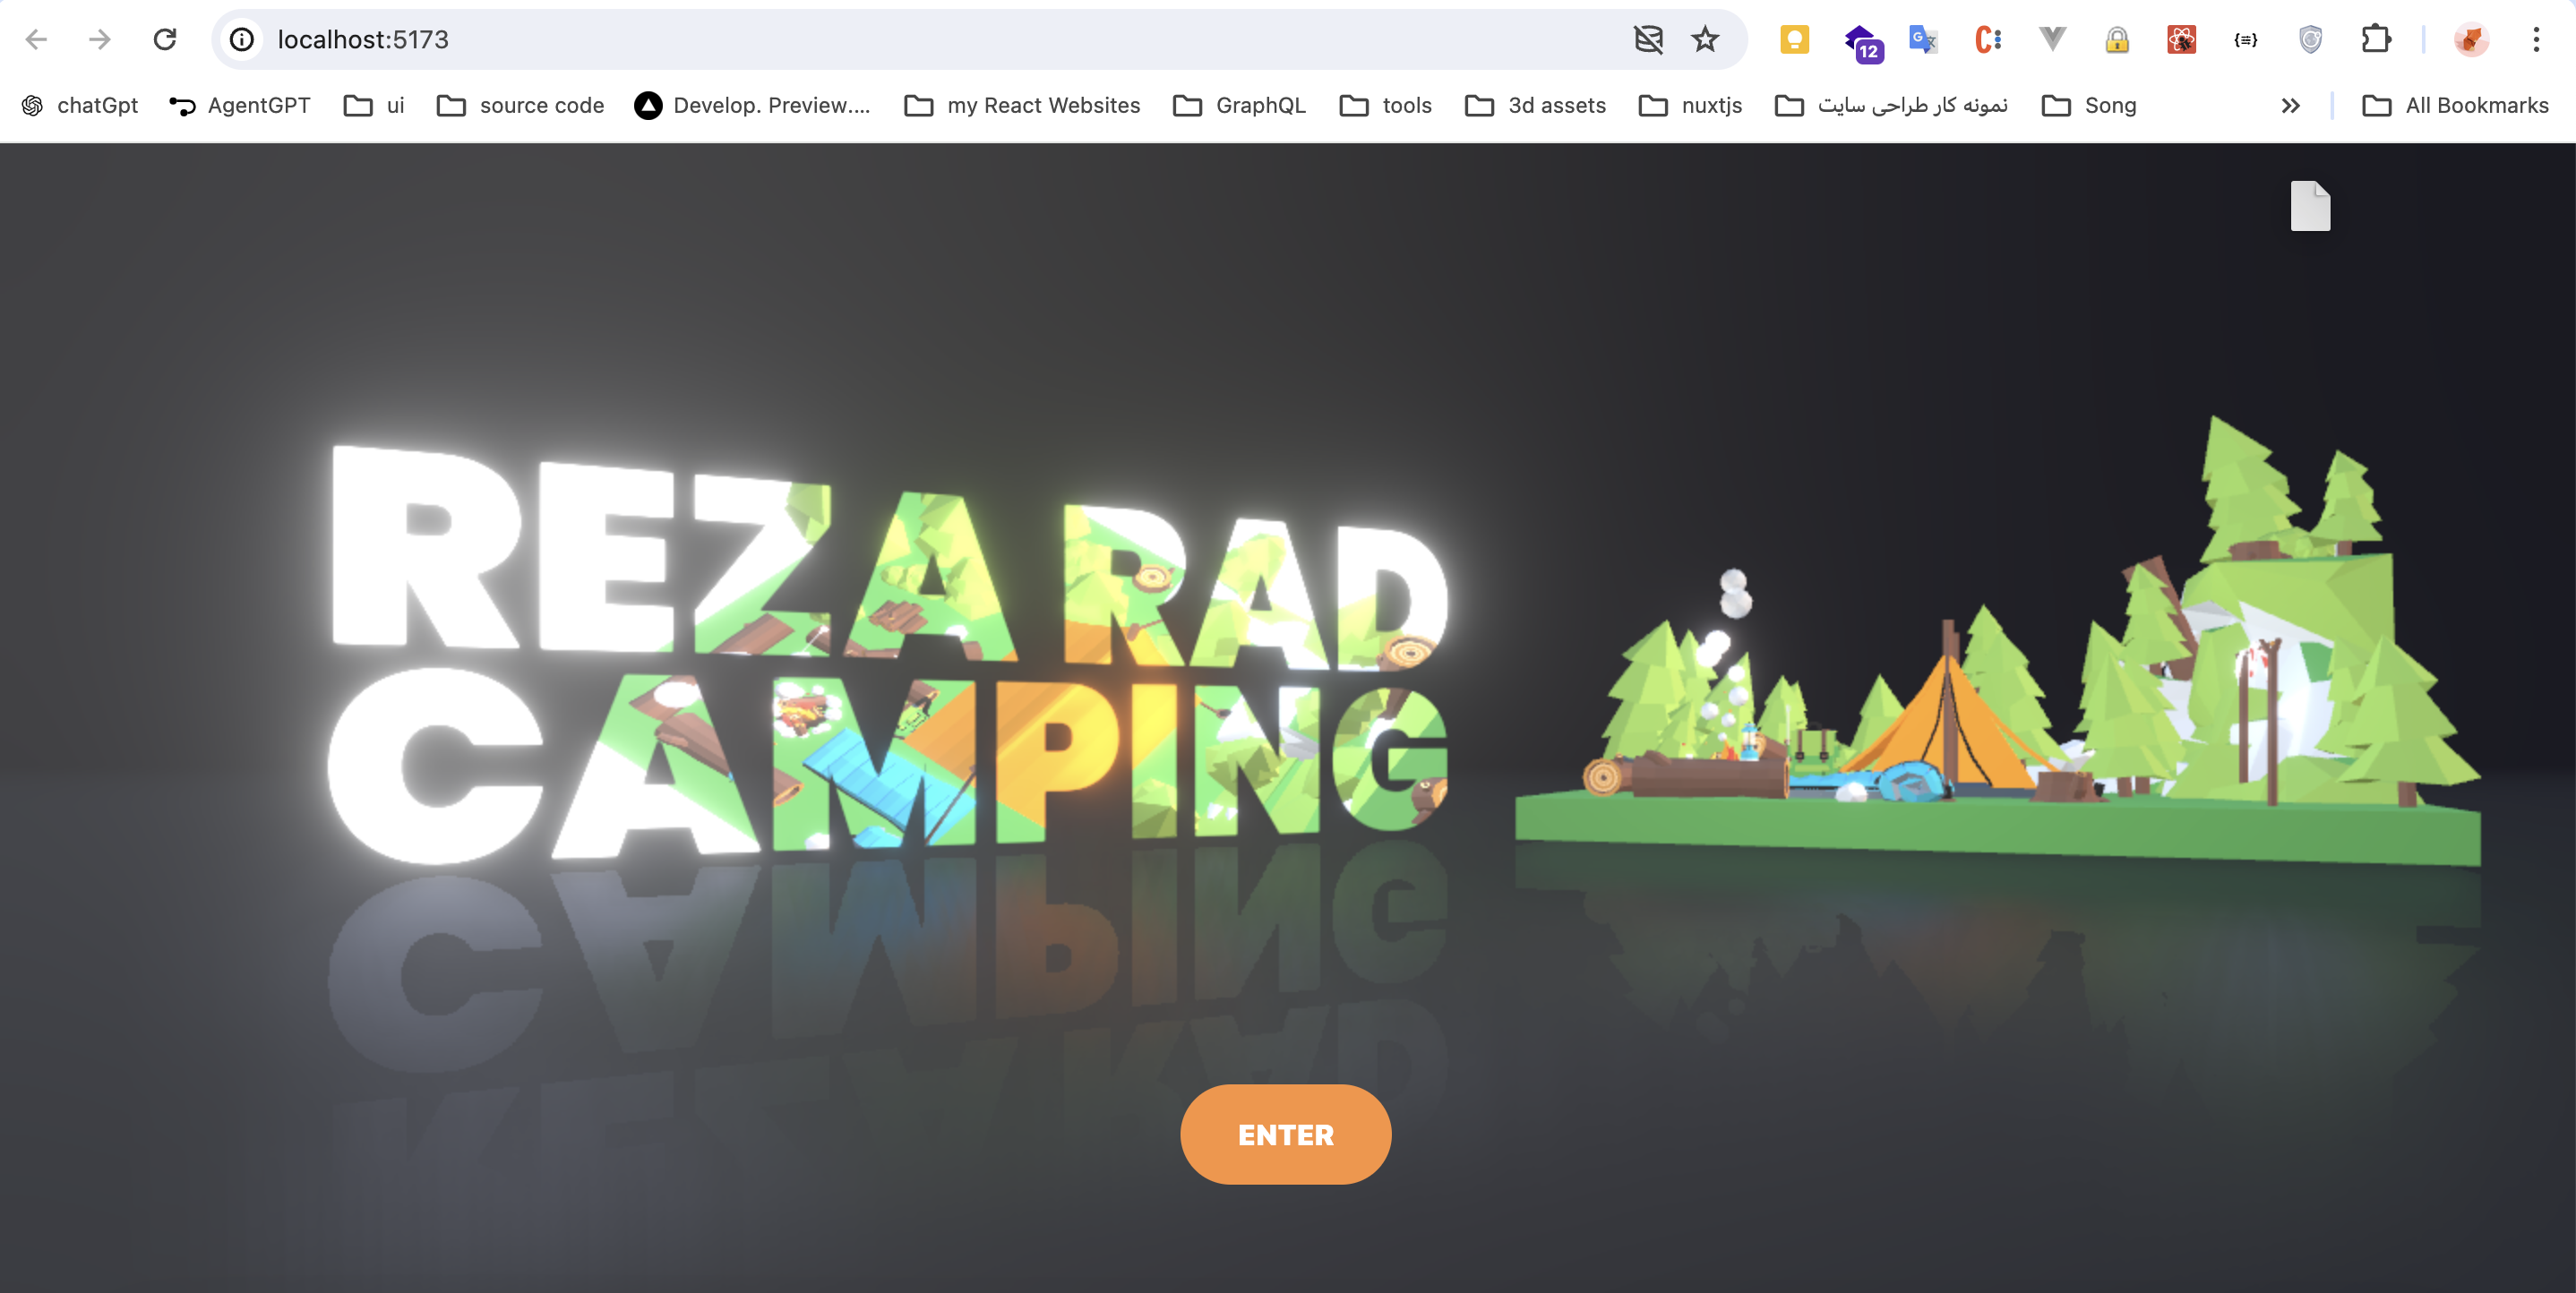 localhost:5173
12
chatGpt
AgentGPT
ui
source code
Develop. Preview....
my React Websites
GraphQL
tools
3d assets
nuxtjs
نمونه کار طراحی سایت
Song
All Bookmarks
REZA RAD
CAMPING
ENTER